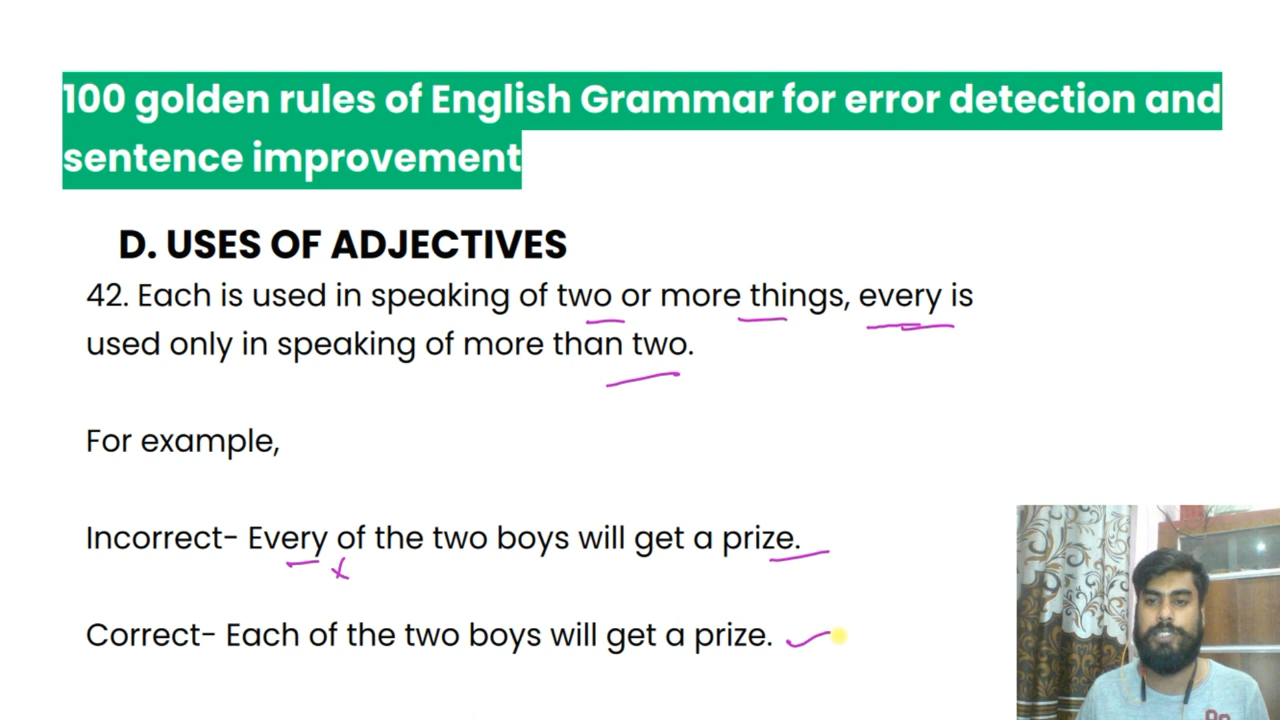 100 golden rules of English Grammar for error detection and
sentence improvement
D. USES OF ADJECTIVES
42. Each is used in speaking of two or more things, every is
used only in speaking of more than two.
For example,
Incorrect- Every of the two boys will get a prize.
Correct- Each of the two boys will get a prize.